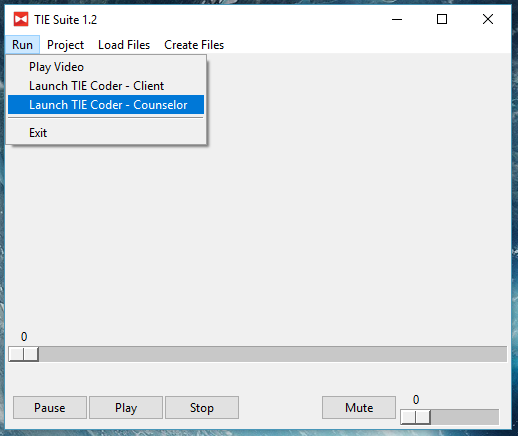 TIE Suite 1.2
Run Project Load Files Create Files
Play Video
Launch TIE Coder - Client
Launch TIE Coder - Counselor
Exit
0
Pause Play Stop Mute 0